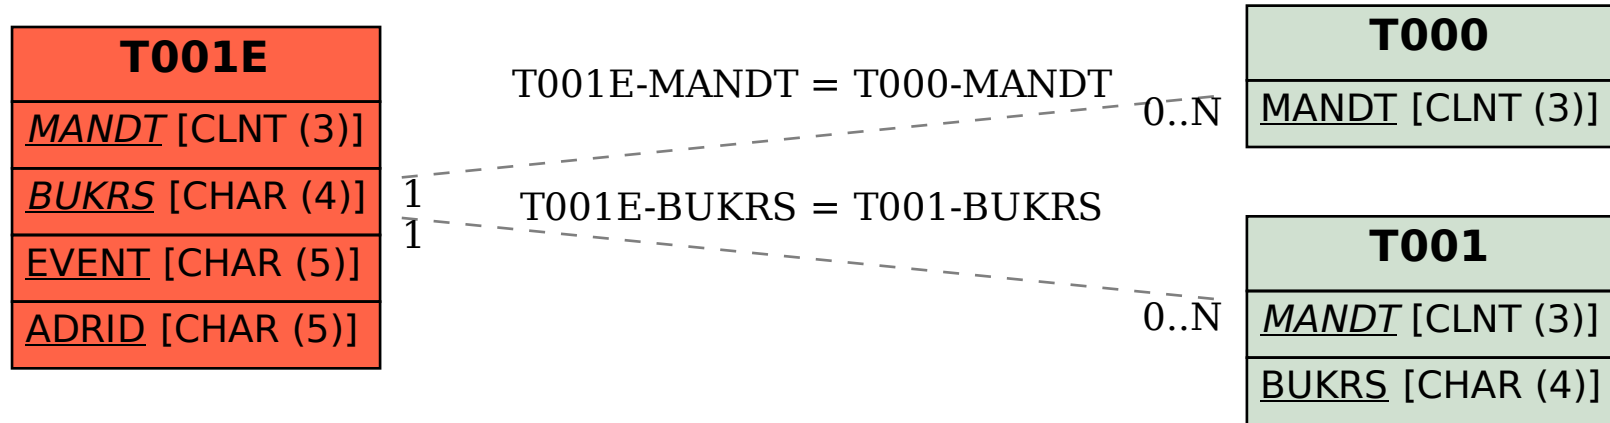 T001E
MANDT [CLNT (3)]
BUKRS [CHAR (4)]
EVENT [CHAR (5)]
ADRID [CHAR (5)]
T001E-MANDT = T000-MANDT
0..N
1
T001E-BUKRS = T001-BUKRS
1
0..N
T000
MANDT [CLNT (3)]
T001
MANDT [CLNT (3)]
BUKRS [CHAR (4)]